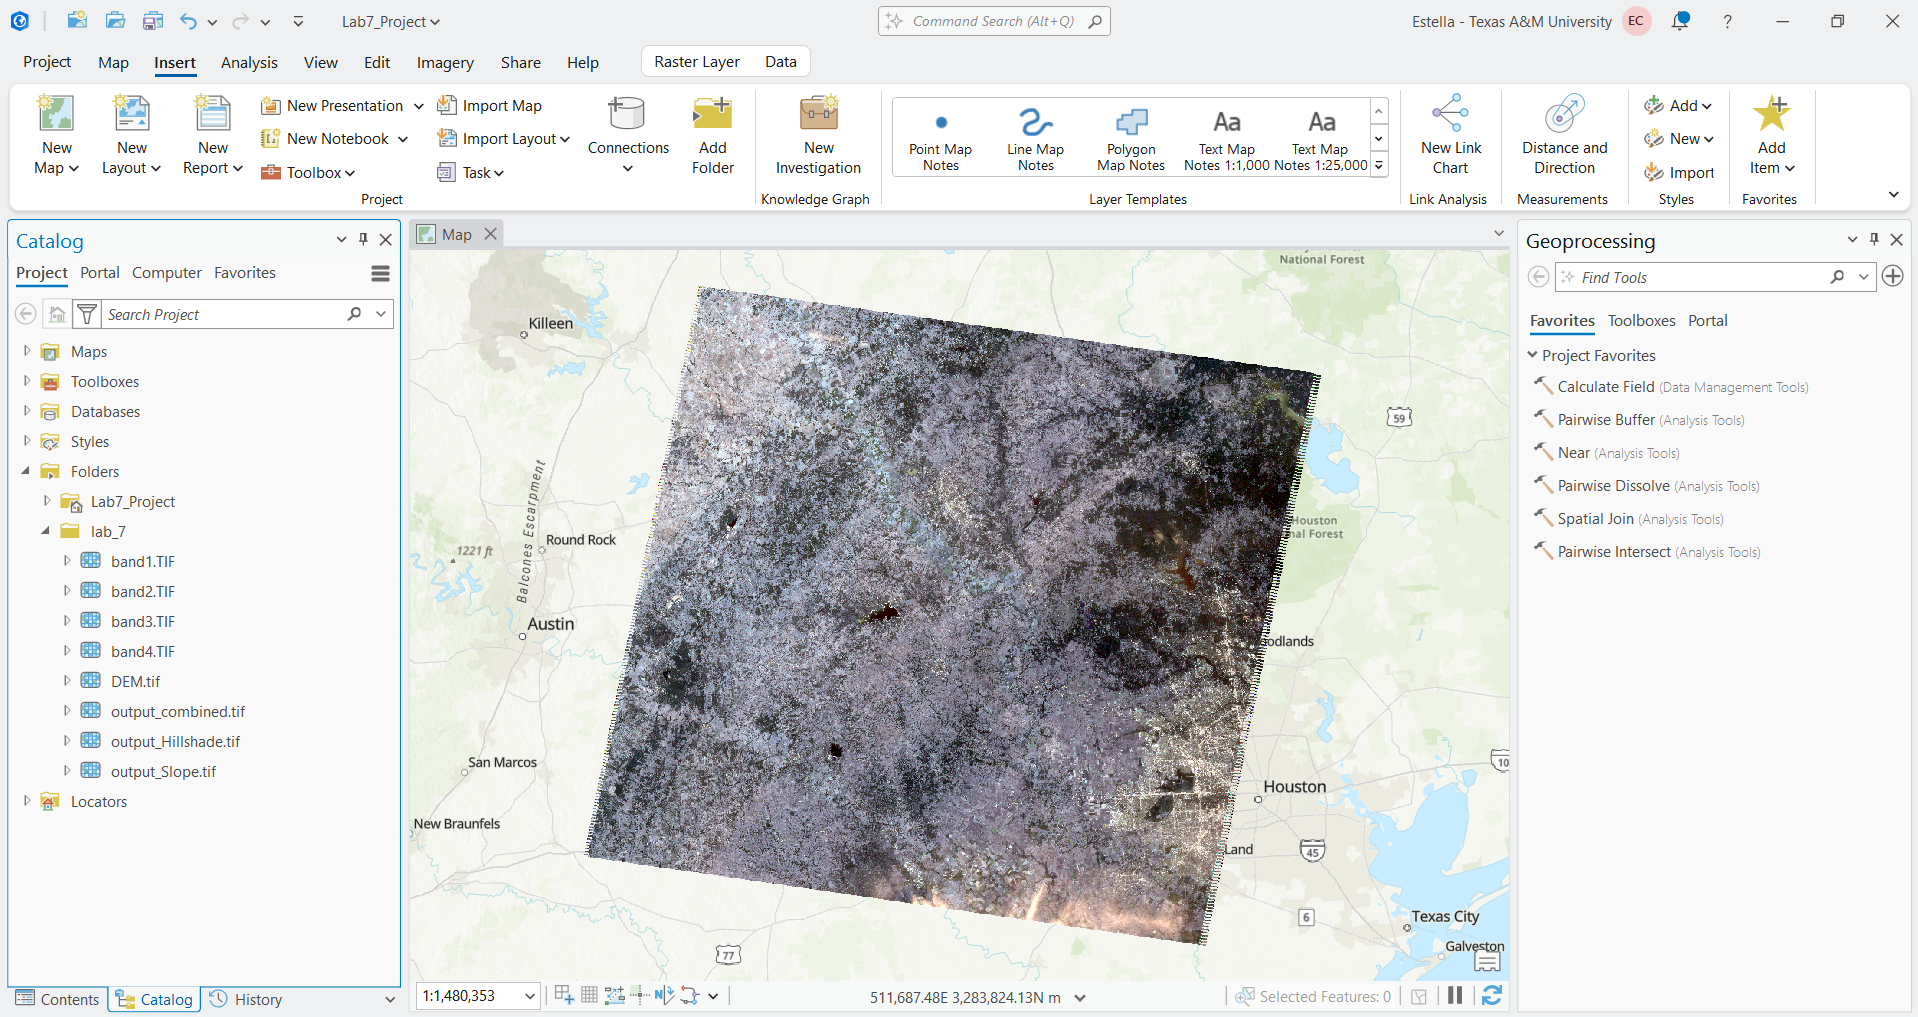 Lab7_Project
Command Search (Alt+Q)
Estella - Texas A&M University
EC
?
Project
Map
Insert
Analysis
View
Edit
Imagery
Share
Help
Raster Layer
Data
New Map
New Layout
New Report
New Presentation
New Notebook
Toolbox
Import Map
Import Layout
Task
Connections
Add Folder
Project
New Investigation
Knowledge Graph
Point Map Notes
Line Map Notes
Polygon Map Notes
Aa
Text Map Notes 1:1,000
Aa
Text Map Notes 1:25,000
Layer Templates
New Link Chart
Link Analysis
Distance and Direction
Measurements
Add
New
Import
Styles
Add Item
Favorites
Catalog
Project
Portal
Computer
Favorites
Search Project
Maps
Toolboxes
Databases
Styles
Folders
Lab7_Project
lab_7
band1.TIF
band2.TIF
band3.TIF
band4.TIF
DEM.tif
output_combined.tif
output_Hillshade.tif
output_Slope.tif
Locators
Contents
Catalog
History
Map
National Forest
Killeen
59
Balcones Escarpment
1221 ft
Round Rock
Houston
nal Forest
Austin
odlands
San Marcos
10
Houston
New Braunfels
Land
45
6
Texas City
Galveston
77
1:1,480,353
N
511,687.48E 3,283,824.13N m
Selected Features: 0
Geoprocessing
Find Tools
Favorites
Toolboxes
Portal
Project Favorites
Calculate Field (Data Management Tools)
Pairwise Buffer (Analysis Tools)
Near (Analysis Tools)
Pairwise Dissolve (Analysis Tools)
Spatial Join (Analysis Tools)
Pairwise Intersect (Analysis Tools)